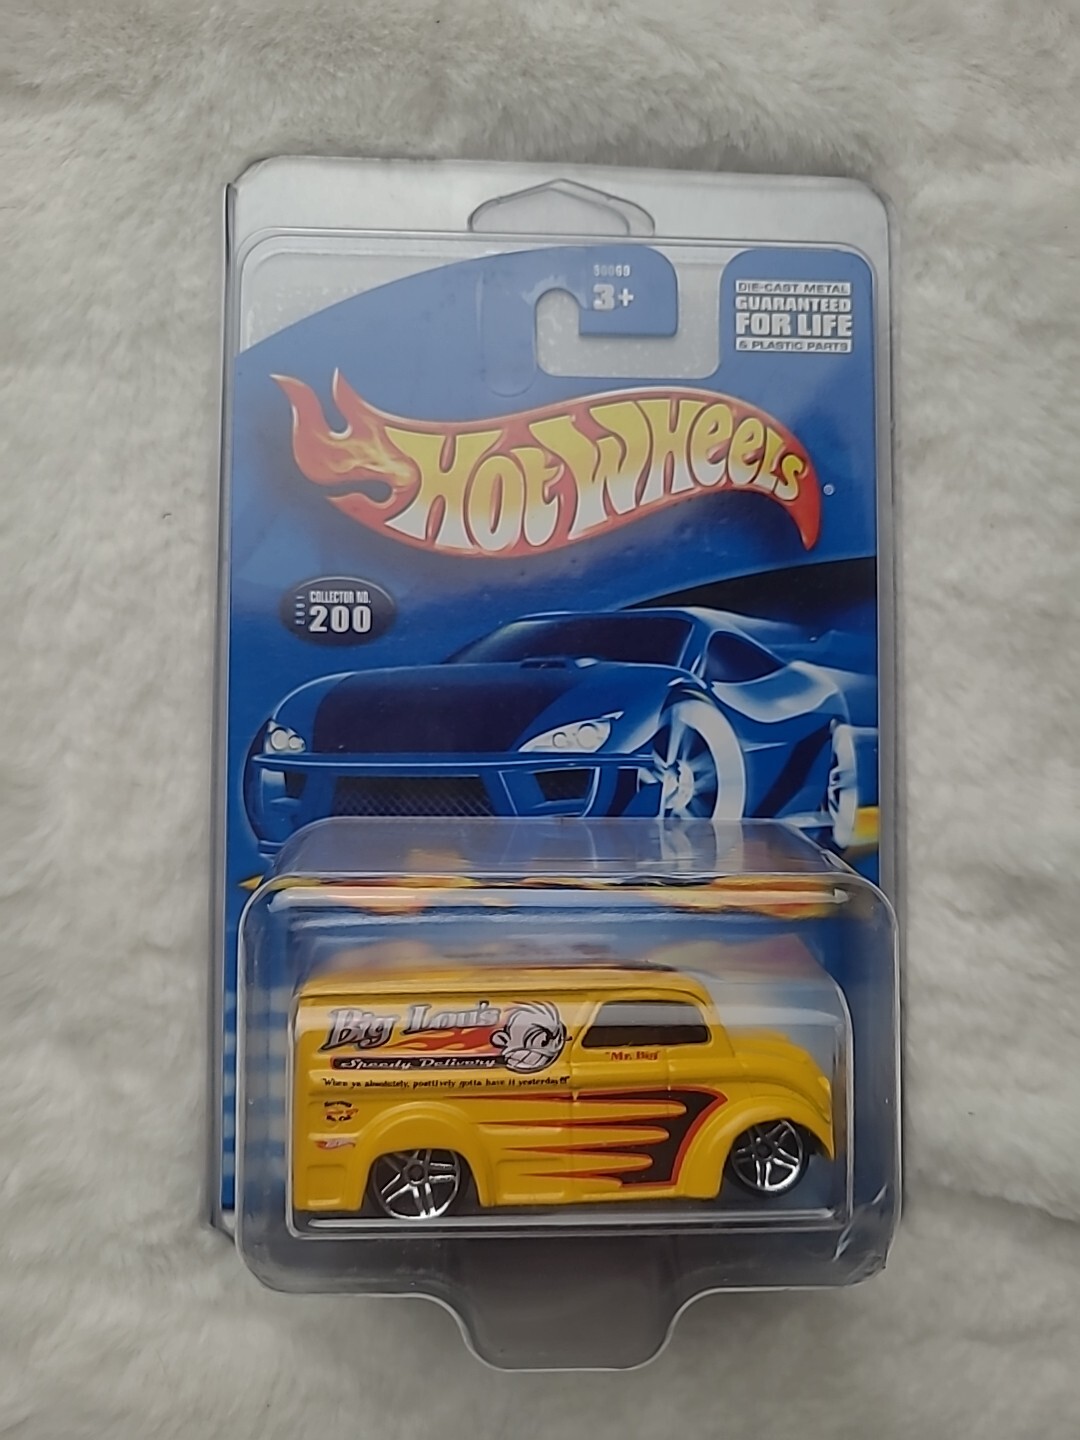 3+
DIE-CAST METAL
GUARANTEED
FOR LIFE
& PLASTIC PARTS
HOT WHEELS
®
2001
COLLECTOR NO.
200
Big Lou's
Speedy Delivery
"When ya absolutely, positively gotta have it yesterday!!"
"Mr. Big"